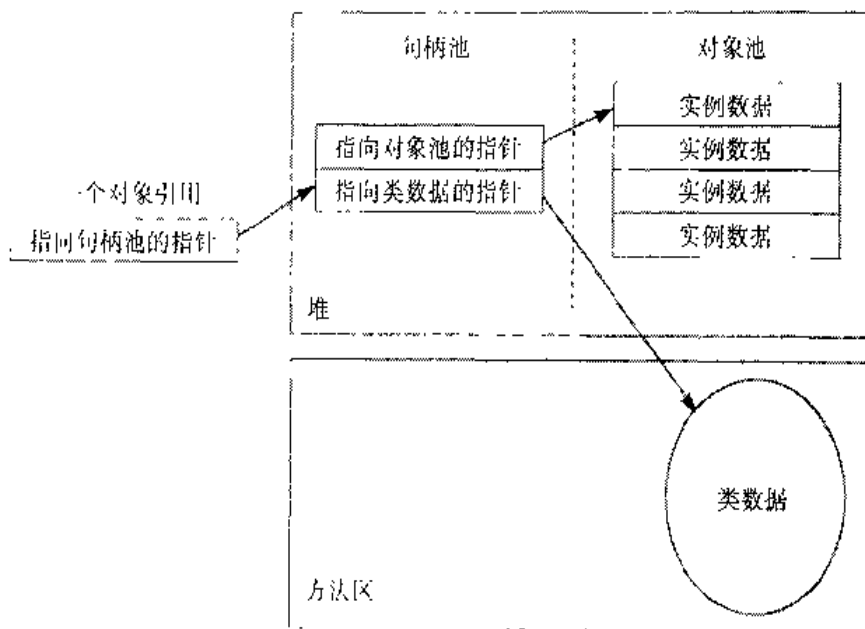 句柄池
对象池
实例数据
指向对象池的指针
实例数据
指向类数据的指针
实例数据
一个对象引用
实例数据
指向句柄池的指针
堆
类数据
方法区